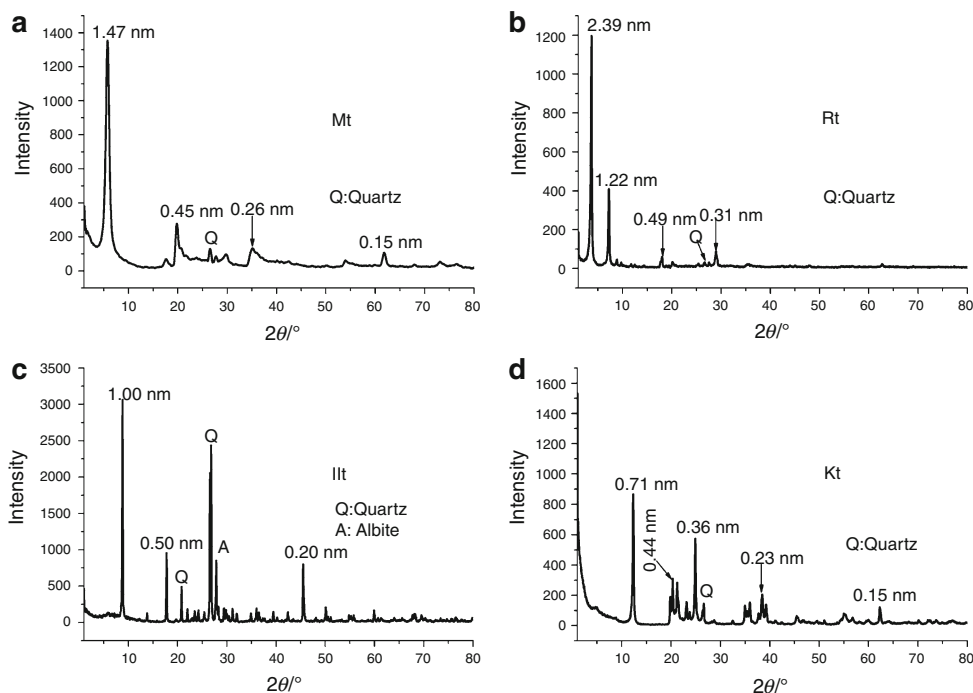 a
1400
1200
1000
800
600
400
200
0
Intensity
1.47 nm
Mt
Q:Quartz
0.45 nm
Q
0.26 nm
0.15 nm
10 20 30 40 50 60 70 80
2θ/°
b
1200
1000
800
600
400
200
0
Intensity
2.39 nm
Rt
1.22 nm
Q:Quartz
0.49 nm
Q
0.31 nm
10 20 30 40 50 60 70 80
2θ/°
c
3500
3000
2500
2000
1500
1000
500
0
Intensity
1.00 nm
Q
IIt
Q:Quartz
A: Albite
0.50 nm
Q
A
0.20 nm
10 20 30 40 50 60 70 80
2θ/°
d
1600
1400
1200
1000
800
600
400
200
0
Intensity
0.71 nm
Kt
0.44 nm
0.36 nm
Q:Quartz
Q
0.23 nm
0.15 nm
10 20 30 40 50 60 70 80
2θ/°